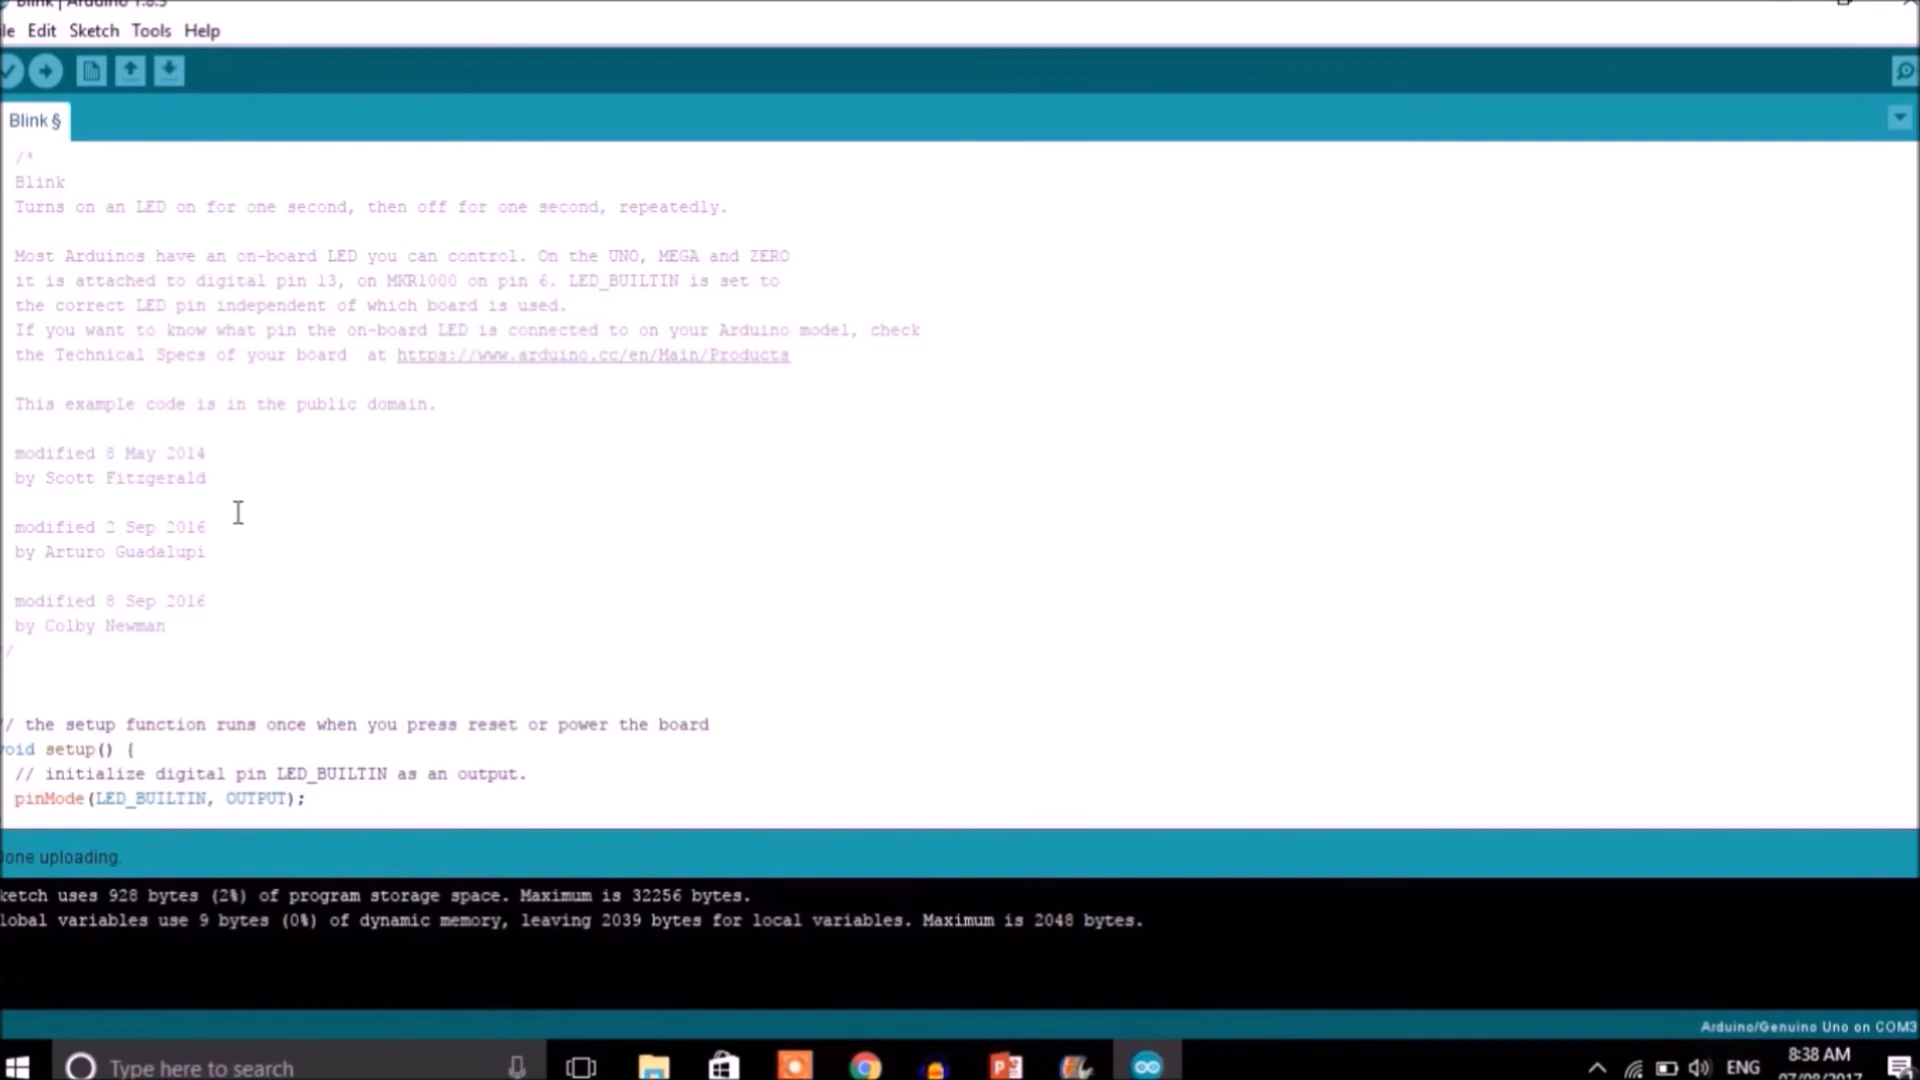 Blink | Arduino 1.8.3
le Edit Sketch Tools Help
Blink §
/*
Blink
Turns on an LED on for one second, then off for one second, repeatedly.
Most Arduinos have an on-board LED you can control. On the UNO, MEGA and ZERO
it is attached to digital pin 13, on MKR1000 on pin 6. LED_BUILTIN is set to
the correct LED pin independent of which board is used.
If you want to know what pin the on-board LED is connected to on your Arduino model, check
the Technical Specs of your board  at https://www.arduino.cc/en/Main/Products
This example code is in the public domain.
modified 8 May 2014
by Scott Fitzgerald
modified 2 Sep 2016
by Arturo Guadalupi
modified 8 Sep 2016
by Colby Newman
/
/ the setup function runs once when you press reset or power the board
void setup() {
// initialize digital pin LED_BUILTIN as an output.
pinMode(LED_BUILTIN, OUTPUT);
Done uploading.
ketch uses 928 bytes (2%) of program storage space. Maximum is 32256 bytes.
lobal variables use 9 bytes (0%) of dynamic memory, leaving 2039 bytes for local variables. Maximum is 2048 bytes.
Arduino/Genuino Uno on COM3
Type here to search
ENG
8:38 AM
07/08/2017